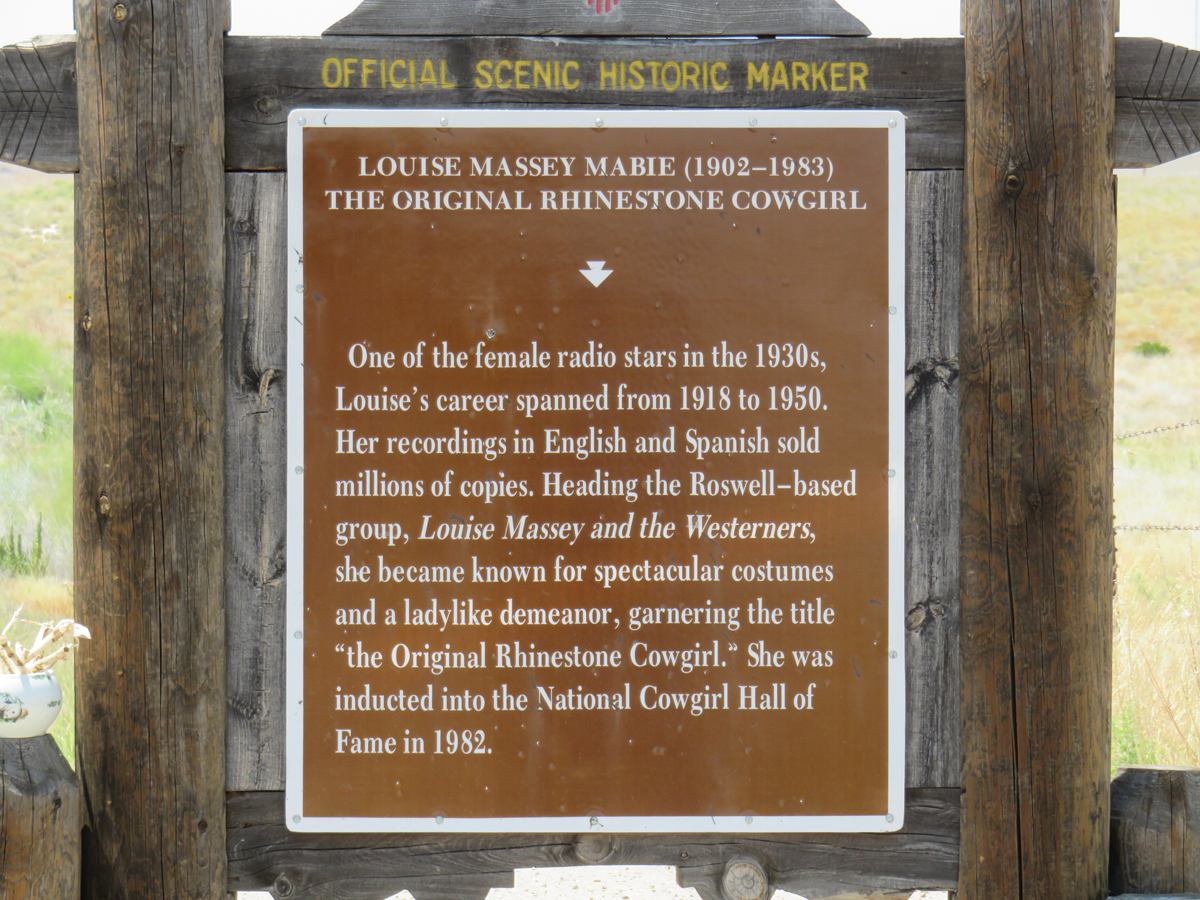 OFFICIAL SCENIC HISTORIC MARKER
LOUISE MASSEY MABIE (1902–1983)
THE ORIGINAL RHINESTONE COWGIRL
One of the female radio stars in the 1930s,
Louise’s career spanned from 1918 to 1950.
Her recordings in English and Spanish sold
millions of copies. Heading the Roswell–based
group, Louise Massey and the Westerners,
she became known for spectacular costumes
and a ladylike demeanor, garnering the title
“the Original Rhinestone Cowgirl.“ She was
inducted into the National Cowgirl Hall of
Fame in 1982.